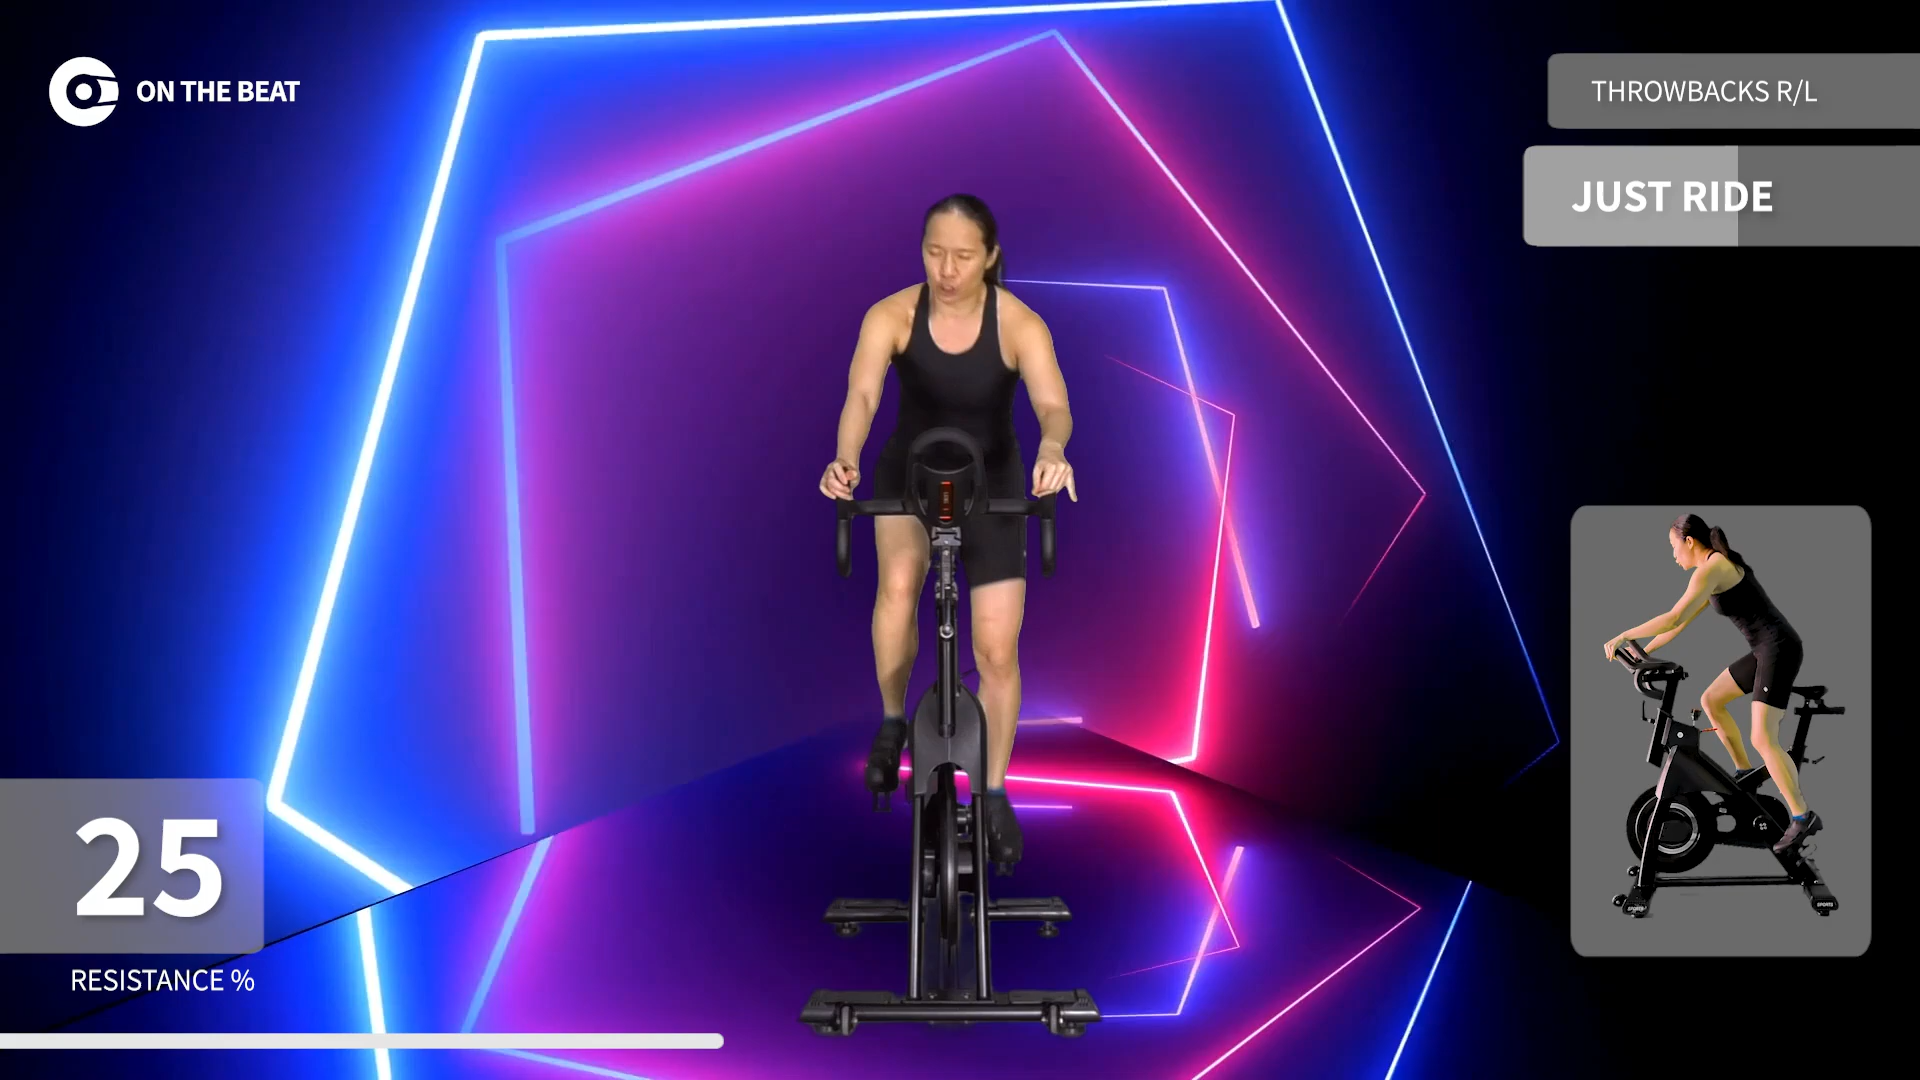 ON THE BEAT
THROWBACKS R/L
JUST RIDE
25
RESISTANCE %